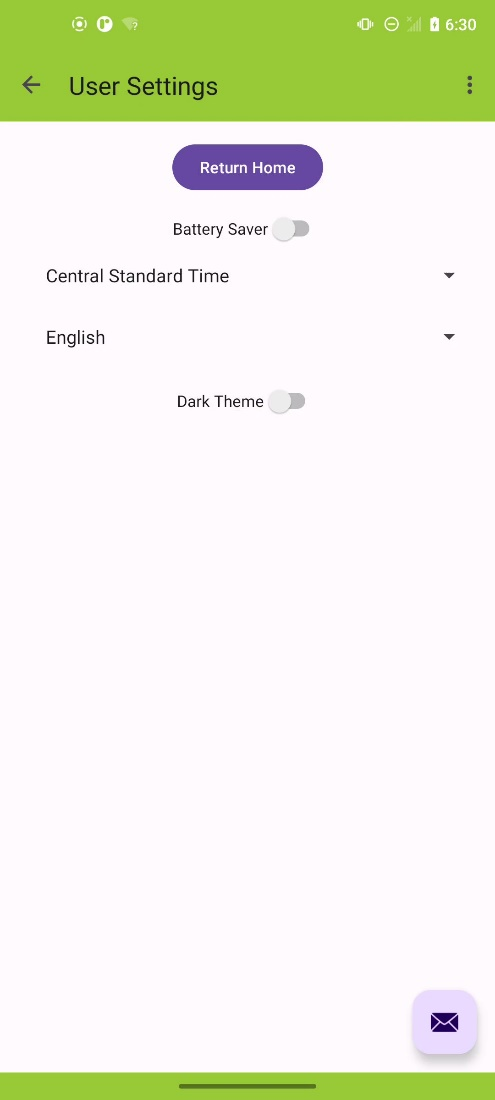 6:30
User Settings
Return Home
Battery Saver
Central Standard Time
English
Dark Theme